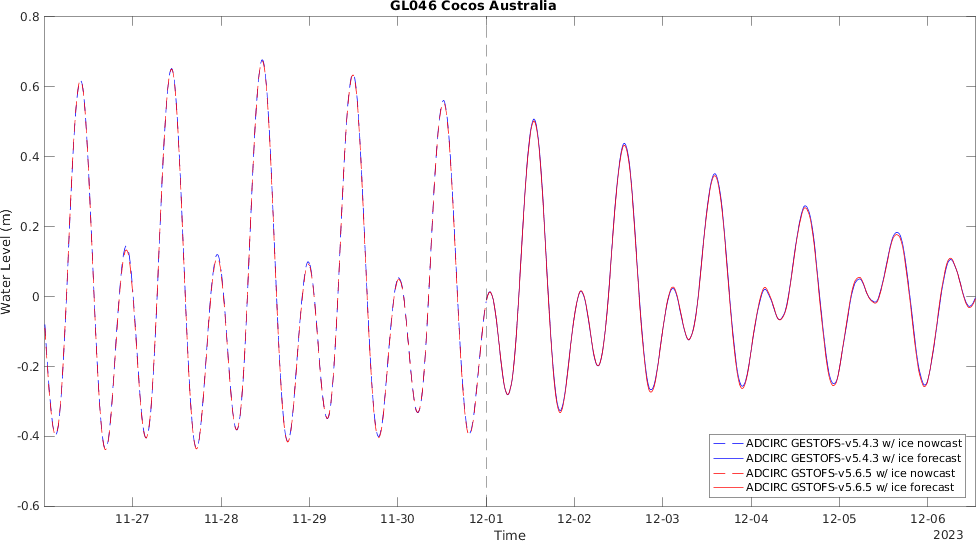 GL046 Cocos Australia
Water Level (m)
0.8
0.6
0.4
0.2
0
-0.2
-0.4
-0.6
ADCIRC GESTOFS-v5.4.3 w/ ice nowcast
ADCIRC GESTOFS-v5.4.3 w/ ice forecast
ADCIRC GSTOFS-v5.6.5 w/ ice nowcast
ADCIRC GSTOFS-v5.6.5 w/ ice forecast
11-27 11-28 11-29 11-30 12-01 12-02 12-03 12-04 12-05 12-06
Time
2023